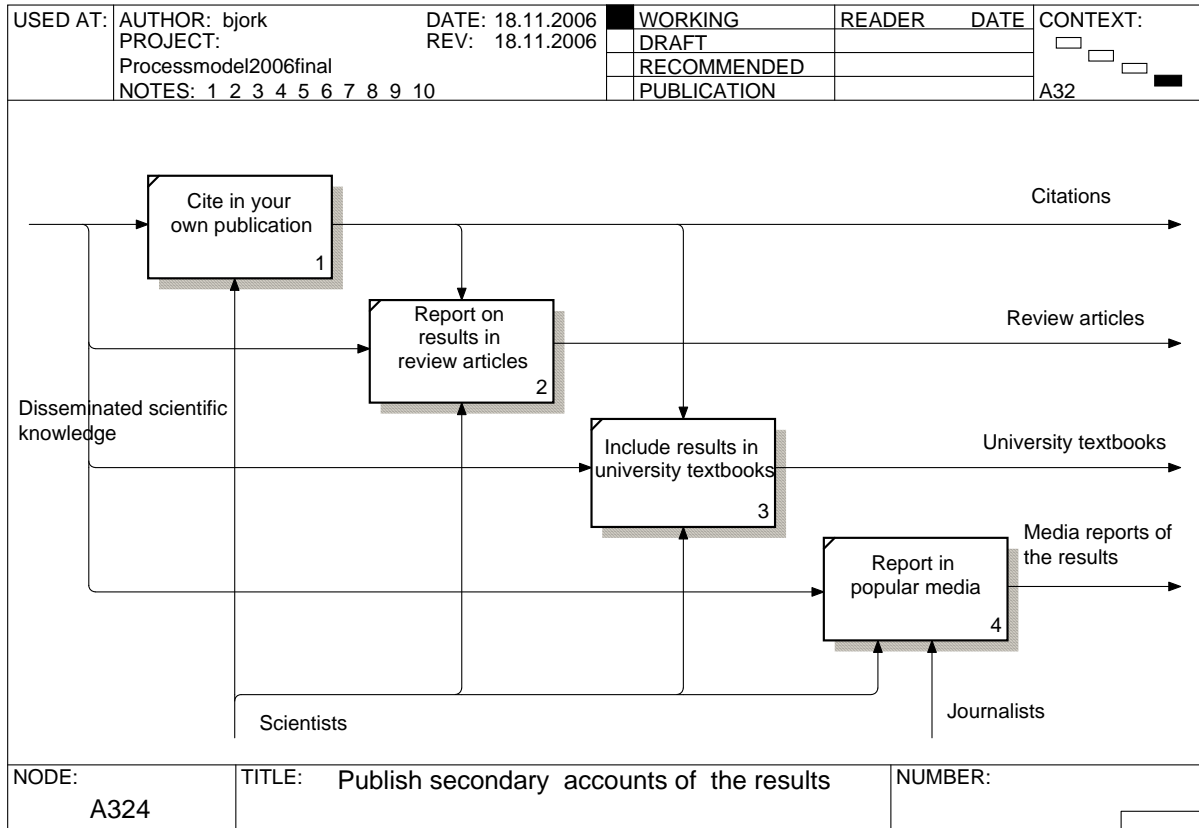 USED AT:
AUTHOR: bjork
DATE: 18.11.2006
PROJECT:
REV: 18.11.2006
Processmodel2006final
NOTES: 1 2 3 4 5 6 7 8 9 10
WORKING
DRAFT
RECOMMENDED
PUBLICATION
READER DATE
CONTEXT:
A32
Cite in your
own publication
1
Citations
Report on
results in
review articles
2
Review articles
Disseminated scientific
knowledge
Include results in
university textbooks
3
University textbooks
Report in
popular media
4
Media reports of
the results
Scientists
Journalists
NODE:
A324
TITLE: Publish secondary accounts of the results
NUMBER: